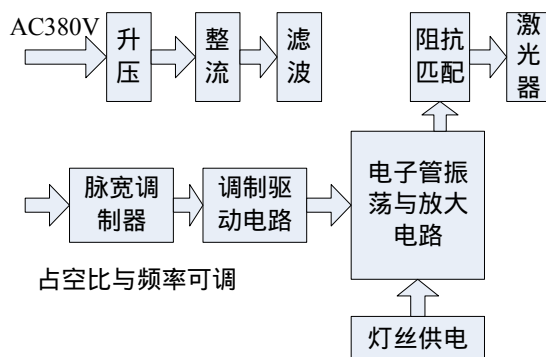 AC380V
升
压
整
流
滤
波
阻抗
匹配
激
光
器
脉宽调
制器
调制驱
动电路
电子管振
荡与放大
电路
占空比与频率可调
灯丝供电